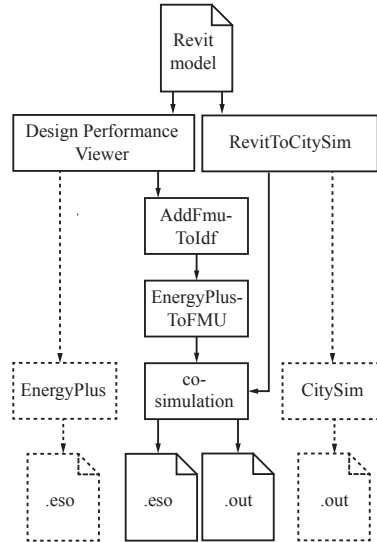 Revit
model
Design Performance
Viewer
RevitToCitySim
AddFmu-
ToIdf
EnergyPlus-
ToFMU
EnergyPlus
co-
simulation
CitySim
.eso
.eso
.out
.out